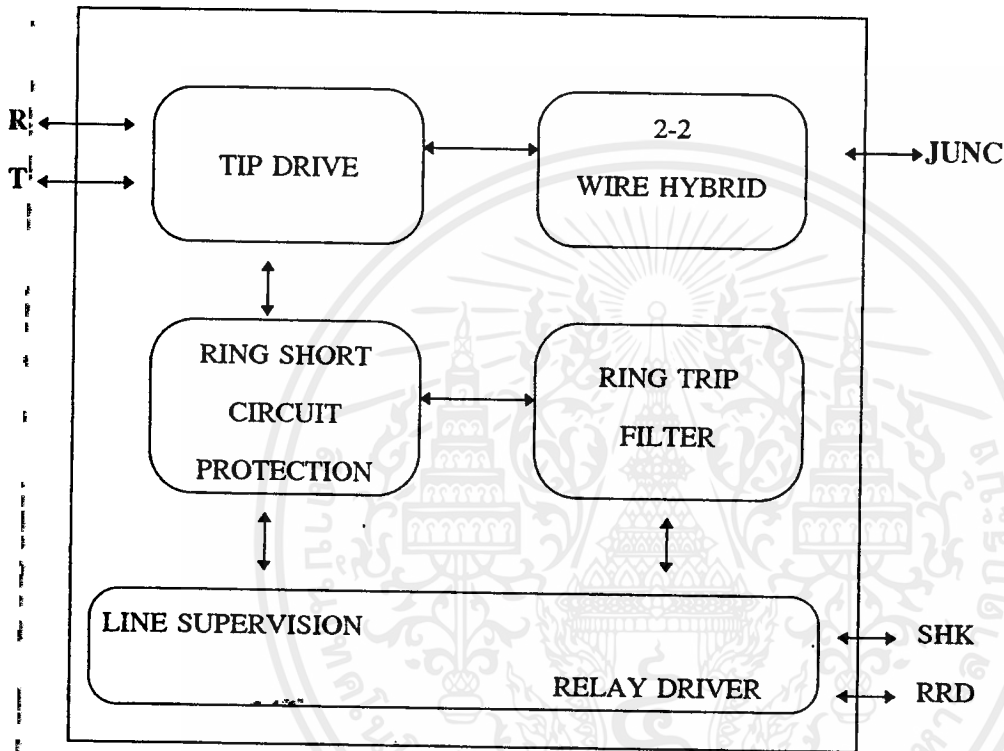 R
T
TIP DRIVE
2-2
WIRE HYBRID
JUNC
RING SHORT
CIRCUIT
PROTECTION
RING TRIP
FILTER
LINE SUPERVISION
RELAY DRIVER
SHK
RRD